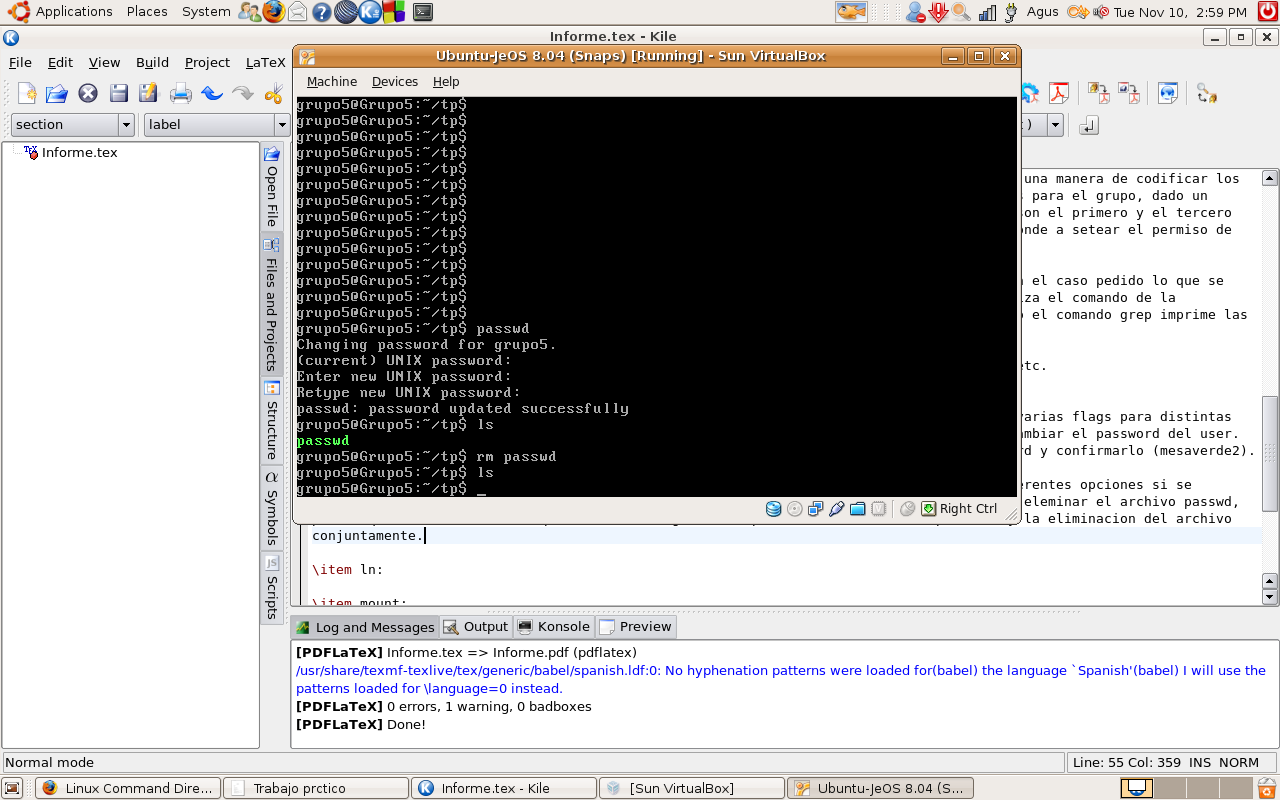 Applications Places System Agus Tue Nov 10, 2:59 PM
Informe.tex - Kile
File Edit View Build Project LaTeX
section label
Informe.tex
Open File
Files and Projects
Structure
Symbols
Scripts
Ubuntu-JeOS 8.04 (Snaps) [Running] - Sun VirtualBox
Machine Devices Help
grupo5@Grupo5:~/tp$
grupo5@Grupo5:~/tp$
grupo5@Grupo5:~/tp$
grupo5@Grupo5:~/tp$
grupo5@Grupo5:~/tp$
grupo5@Grupo5:~/tp$
grupo5@Grupo5:~/tp$
grupo5@Grupo5:~/tp$
grupo5@Grupo5:~/tp$
grupo5@Grupo5:~/tp$
grupo5@Grupo5:~/tp$
grupo5@Grupo5:~/tp$
grupo5@Grupo5:~/tp$
grupo5@Grupo5:~/tp$
grupo5@Grupo5:~/tp$ passwd
Changing password for grupo5.
(current) UNIX password:
Enter new UNIX password:
Retype new UNIX password:
passwd: password updated successfully
grupo5@Grupo5:~/tp$ ls
passwd
grupo5@Grupo5:~/tp$ rm passwd
grupo5@Grupo5:~/tp$ ls
grupo5@Grupo5:~/tp$ _
Right Ctrl
)
una manera de codificar los
para el grupo, dado un
son el primero y el tercero
onde a setear el permiso de
el caso pedido lo que se
iza el comando de la
el comando grep imprime las
etc.
varias flags para distintas
ambiar el password del user.
rd y confirmarlo (mesaverde2).
erentes opciones si se
eleminar el archivo passwd,
la eliminacion del archivo
conjuntamente.
\item ln:
\item mount:
Log and Messages Output Konsole Preview
[PDFLaTeX] Informe.tex => Informe.pdf (pdflatex)
/usr/share/texmf-texlive/tex/generic/babel/spanish.ldf:0: No hyphenation patterns were loaded for(babel) the language `Spanish'(babel) I will use the
patterns loaded for \language=0 instead.
[PDFLaTeX] 0 errors, 1 warning, 0 badboxes
[PDFLaTeX] Done!
Normal mode Line: 55 Col: 359 INS NORM
Linux Command Dire... Trabajo prctico Informe.tex - Kile [Sun VirtualBox] Ubuntu-JeOS 8.04 (S...